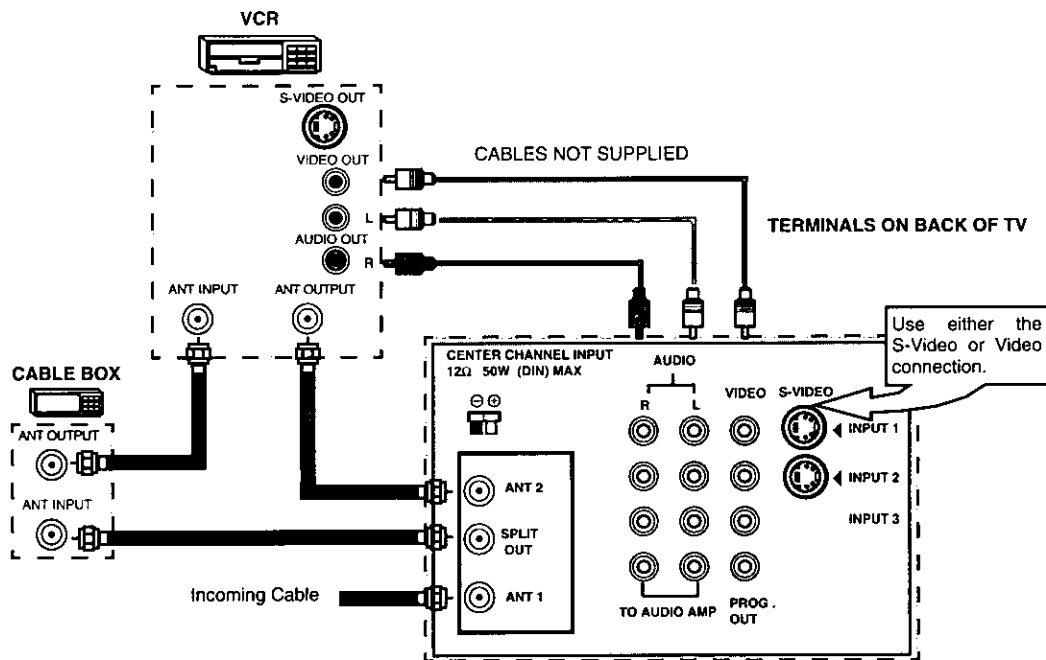 VCR
S-VIDEO OUT
VIDEO OUT
CABLES NOT SUPPLIED
L
AUDIO OUT
R
TERMINALS ON BACK OF TV
ANT INPUT
ANT OUTPUT
Use either the
S-Video or Video
connection.
CABLE BOX
ANT OUTPUT
ANT INPUT
Incoming Cable
CENTER CHANNEL INPUT
12Ω 50W (DIN) MAX
⊖ ⊕
AUDIO
R L VIDEO S-VIDEO
INPUT 1
INPUT 2
INPUT 3
ANT 2
SPLIT
OUT
ANT 1
TO AUDIO AMP
PROG.
OUT